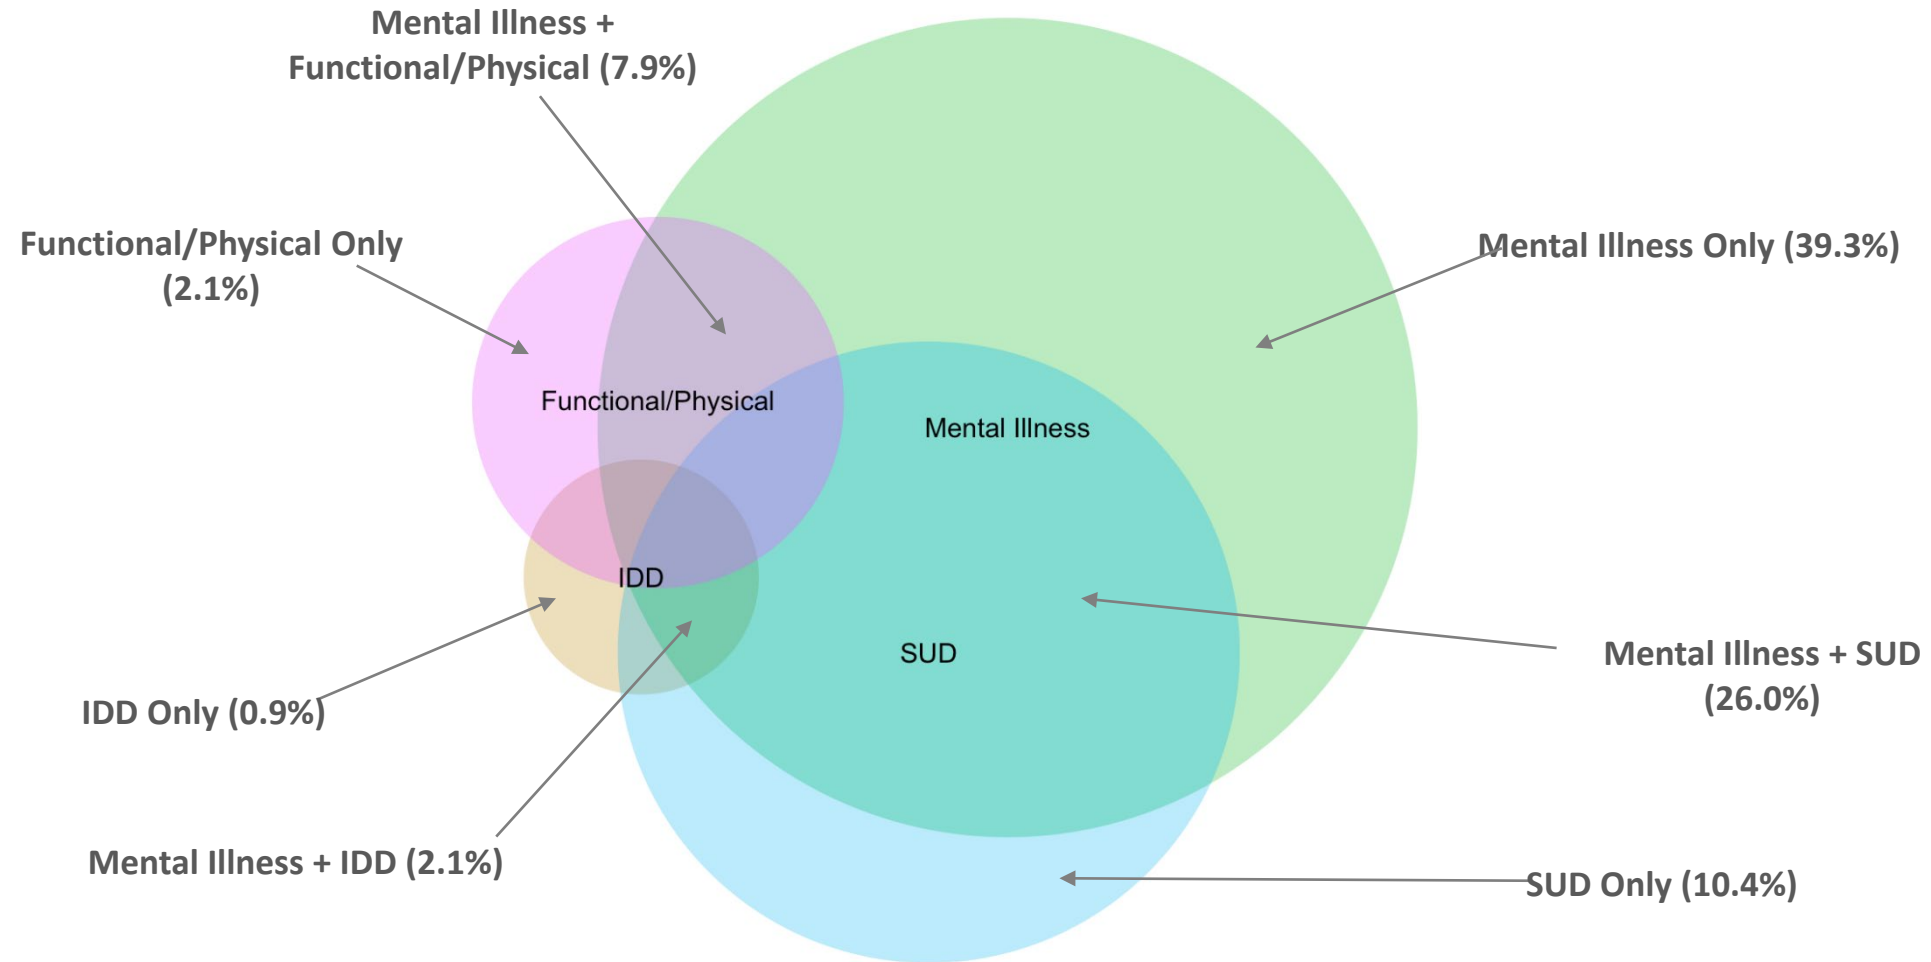 Mental Illness +
Functional/Physical (7.9%)
Functional/Physical Only
(2.1%)
Mental Illness Only (39.3%)
Functional/Physical
Mental Illness
IDD
SUD
Mental Illness + SUD
(26.0%)
IDD Only (0.9%)
Mental Illness + IDD (2.1%)
SUD Only (10.4%)